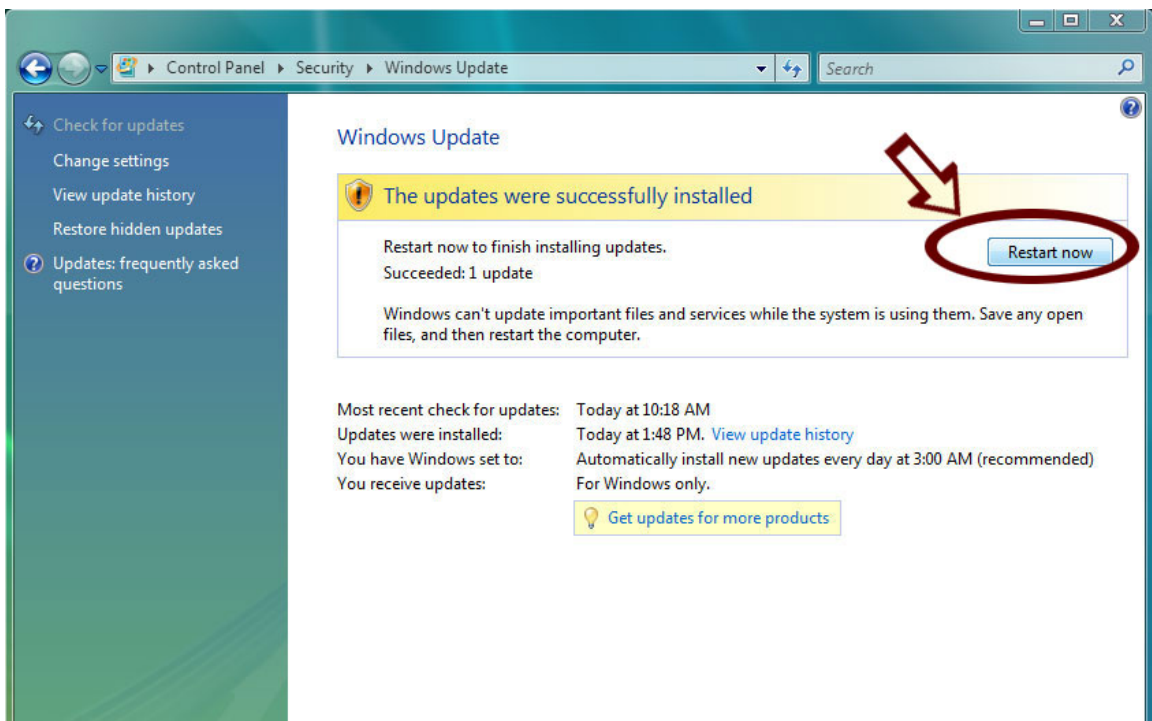 Control Panel Security Windows Update Search
Check for updates
Change settings
View update history
Restore hidden updates
Updates: frequently asked
questions
Windows Update
The updates were successfully installed
Restart now to finish installing updates.
Restart now
Succeeded: 1 update
Windows can't update important files and services while the system is using them. Save any open
files, and then restart the computer.
Most recent check for updates: Today at 10:18 AM
Updates were installed: Today at 1:48 PM. View update history
You have Windows set to: Automatically install new updates every day at 3:00 AM (recommended)
You receive updates: For Windows only.
Get updates for more products